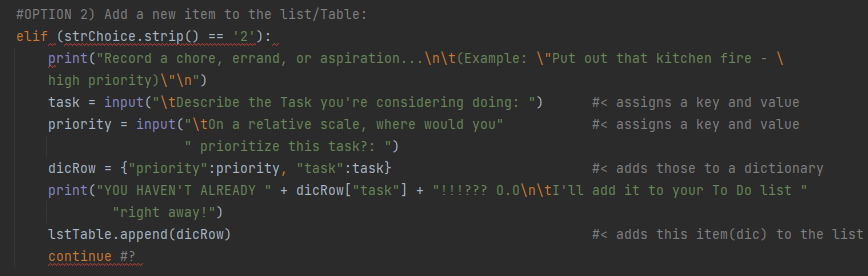 #OPTION 2) Add a new item to the list/Table:
elif (strChoice.strip() == '2'):
    print("Record a chore, errand, or aspiration...\n\t(Example: \"Put out that kitchen fire - \
    high priority)\"\n")
    task = input("\tDescribe the Task you're considering doing: ")      #< assigns a key and value
    priority = input("\tOn a relative scale, where would you"           #< assigns a key and value
                     " prioritize this task?: ")
    dicRow = {"priority":priority, "task":task}                         #< adds those to a dictionary
    print("YOU HAVEN'T ALREADY " + dicRow["task"] + "!!!??? O.O\n\tI'll add it to your To Do list "
            "right away!")
    lstTable.append(dicRow)                                             #< adds this item(dic) to the list
    continue #?